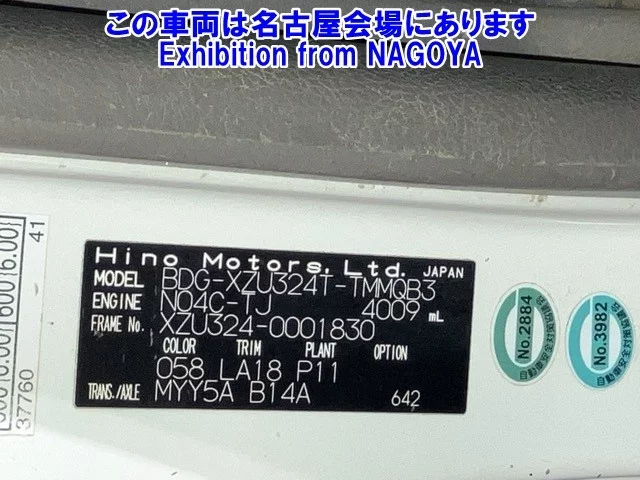 この車両は名古屋会場にあります
Exhibition from NAGOYA
Hino Motors, Ltd. JAPAN
MODEL BDG-XZU324T-TMMQB3
ENGINE N04C-TJ 4009 mL
FRAME No. XZU324-0001830
COLOR TRIM PLANT OPTION
058 LA18 P11
TRANS./AXLE MYY5A B14A 642
No.2884
No.3982
41
37760